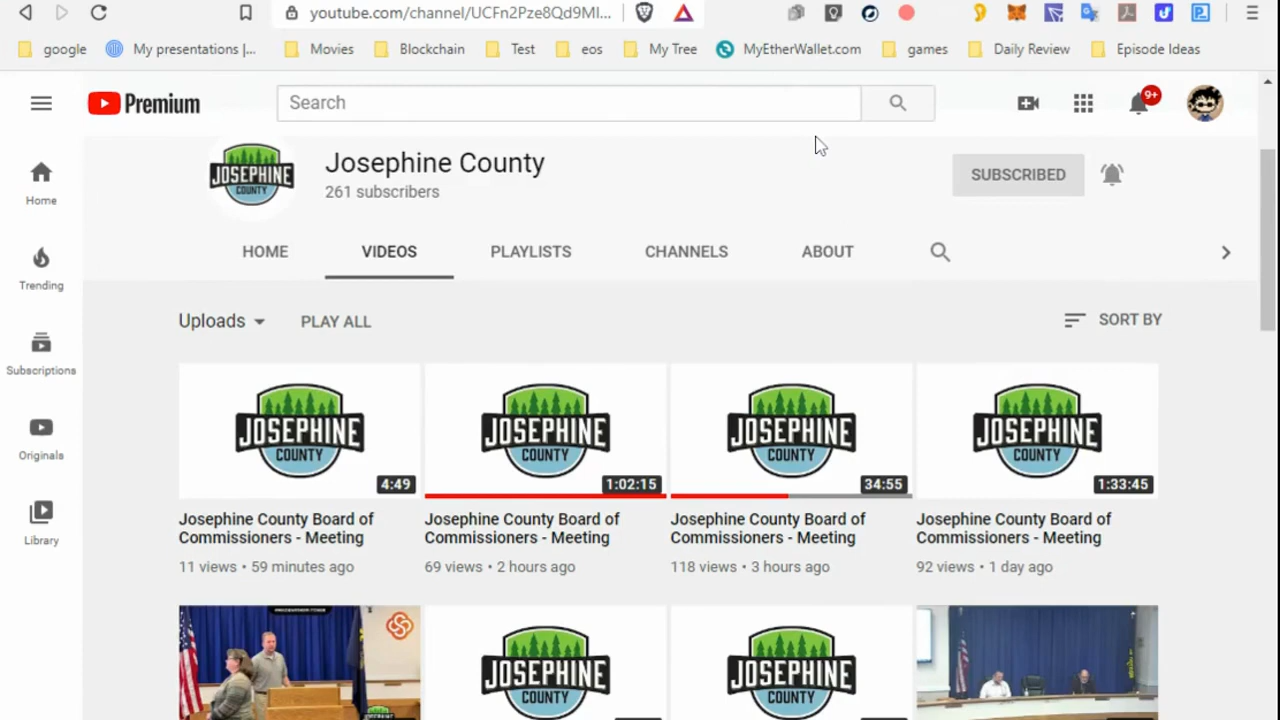 youtube.com/channel/UCFn2Pze8Qd9Ml...
google My presentations |... Movies Blockchain Test eos My Tree MyEtherWallet.com games Daily Review Episode Ideas
Premium
Search
9+
JOSEPHINE
COUNTY
Josephine County
261 subscribers
SUBSCRIBED
HOME VIDEOS PLAYLISTS CHANNELS ABOUT
Home
Trending
Subscriptions
Originals
Library
Uploads PLAY ALL SORT BY
JOSEPHINE
COUNTY
4:49
Josephine County Board of
Commissioners - Meeting
11 views • 59 minutes ago
JOSEPHINE
COUNTY
1:02:15
Josephine County Board of
Commissioners - Meeting
69 views • 2 hours ago
JOSEPHINE
COUNTY
34:55
Josephine County Board of
Commissioners - Meeting
118 views • 3 hours ago
JOSEPHINE
COUNTY
1:33:45
Josephine County Board of
Commissioners - Meeting
92 views • 1 day ago
JOSEPHINE
COUNTY
JOSEPHINE
COUNTY